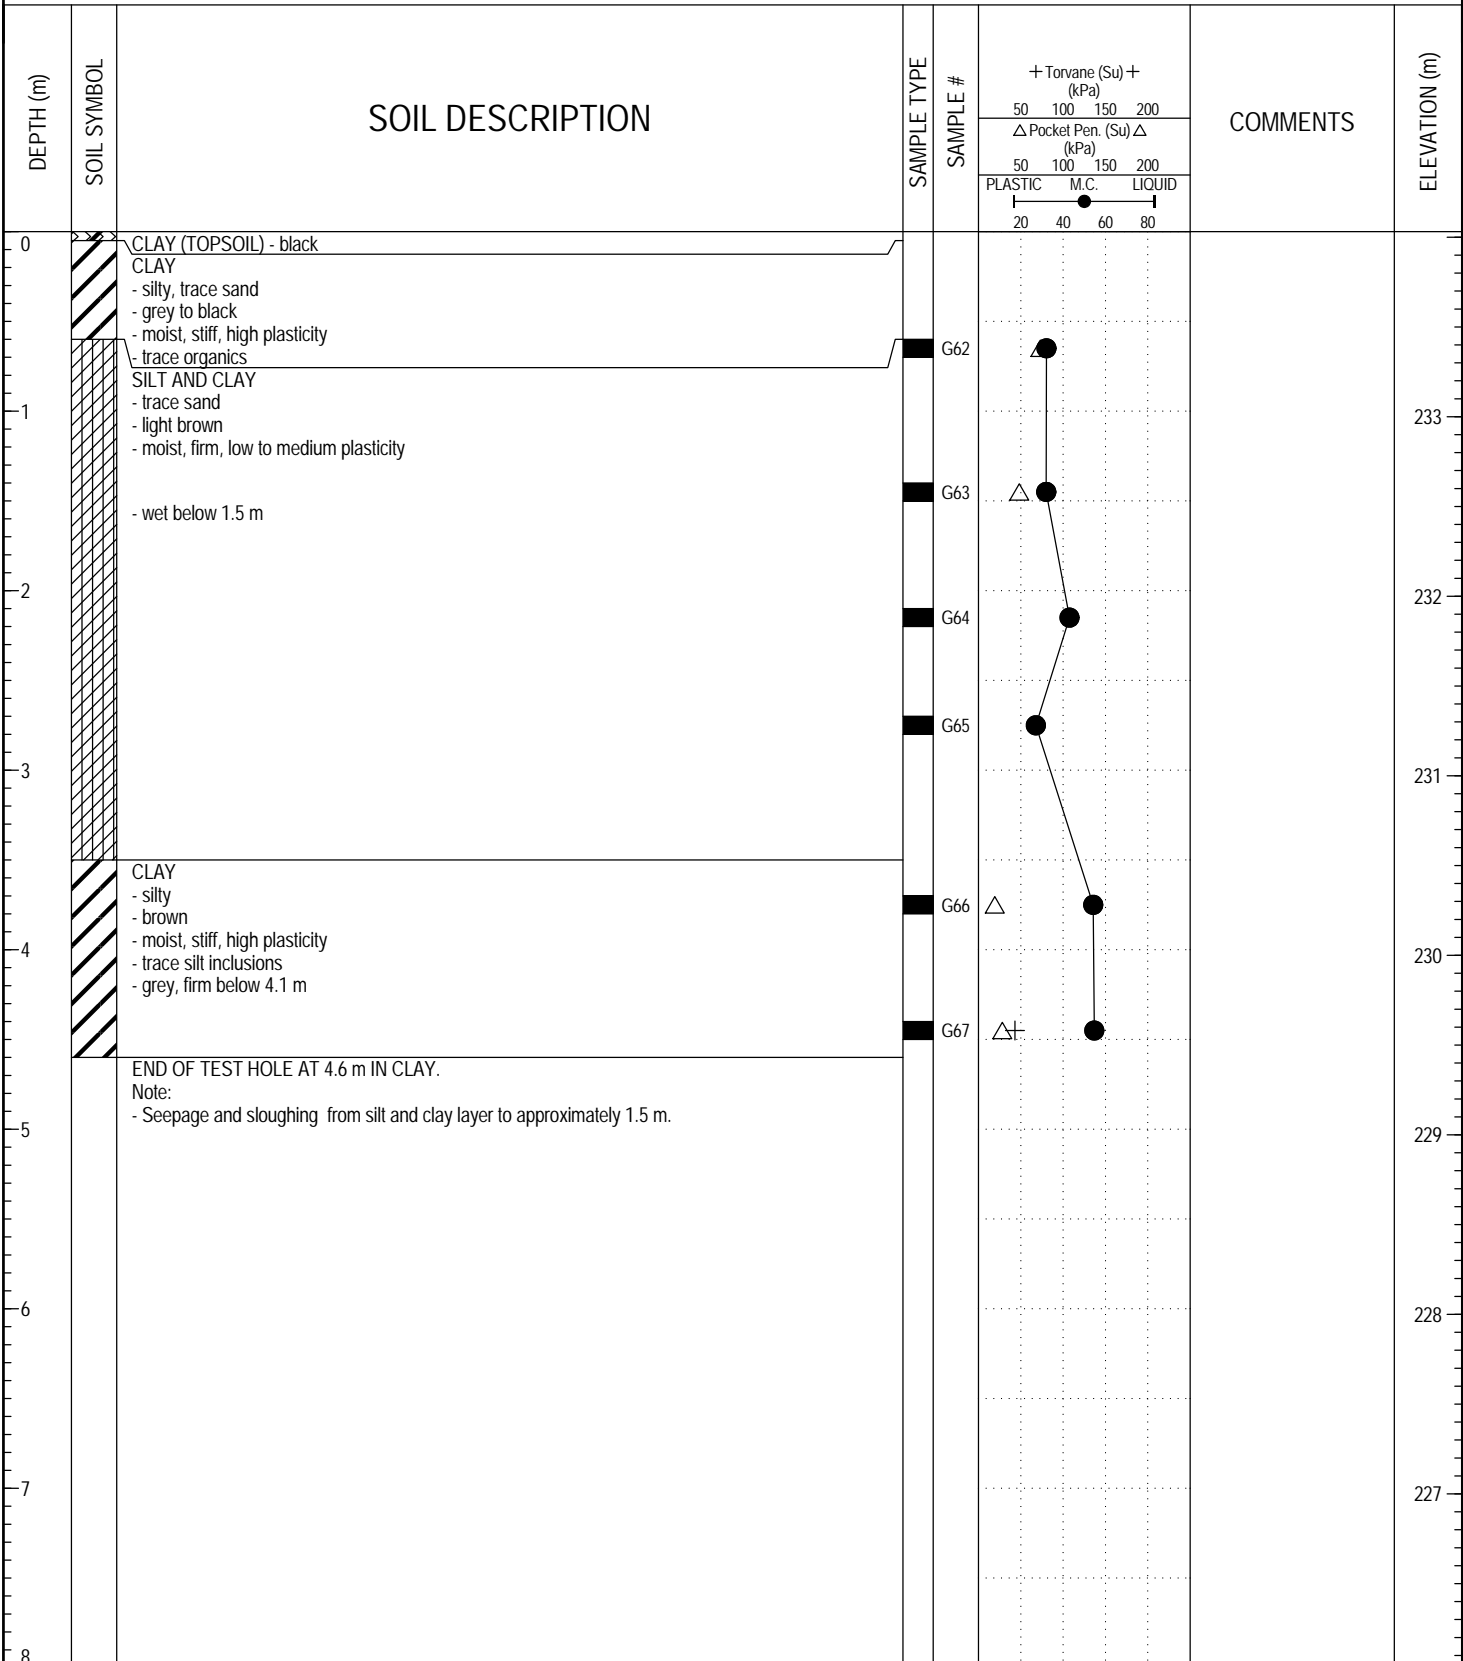 DEPTH (m)
SOIL SYMBOL
SOIL DESCRIPTION
SAMPLE TYPE
SAMPLE #
+ Torvane (Su) +
(kPa)
50 100 150 200
△ Pocket Pen. (Su) △
(kPa)
50 100 150 200
PLASTIC M.C. LIQUID
20 40 60 80
COMMENTS
ELEVATION (m)
0
CLAY (TOPSOIL) - black
CLAY
- silty, trace sand
- grey to black
- moist, stiff, high plasticity
- trace organics
G62
SILT AND CLAY
- trace sand
1
- light brown
233
- moist, firm, low to medium plasticity
G63
- wet below 1.5 m
2
232
G64
G65
3
231
CLAY
- silty
G66
- brown
- moist, stiff, high plasticity
4
230
- trace silt inclusions
- grey, firm below 4.1 m
G67
END OF TEST HOLE AT 4.6 m IN CLAY.
Note:
- Seepage and sloughing from silt and clay layer to approximately 1.5 m.
5
229
6
228
7
227
8